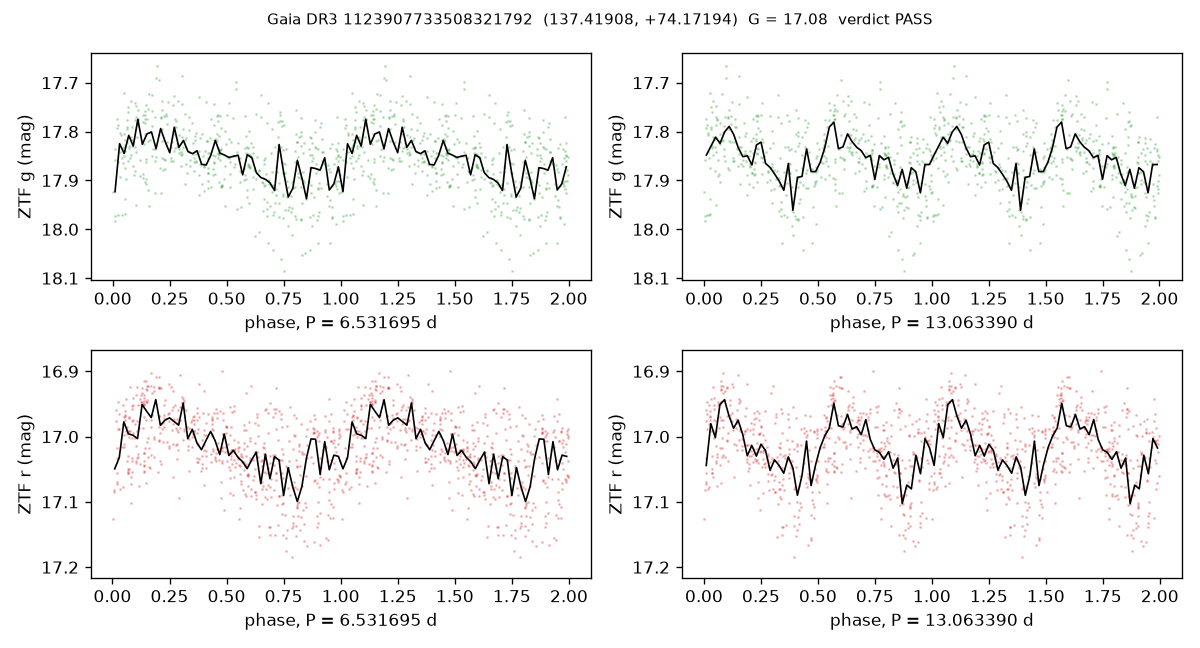 Gaia DR3 1123907733508321792 (137.41908, +74.17194) G = 17.08 verdict PASS
ZTF g (mag)
17.7
17.8
17.9
18.0
18.1
0.00 0.25 0.50 0.75 1.00 1.25 1.50 1.75 2.00
phase, P = 6.531695 d
ZTF g (mag)
17.7
17.8
17.9
18.0
18.1
0.00 0.25 0.50 0.75 1.00 1.25 1.50 1.75 2.00
phase, P = 13.063390 d
ZTF r (mag)
16.9
17.0
17.1
17.2
0.00 0.25 0.50 0.75 1.00 1.25 1.50 1.75 2.00
phase, P = 6.531695 d
ZTF r (mag)
16.9
17.0
17.1
17.2
0.00 0.25 0.50 0.75 1.00 1.25 1.50 1.75 2.00
phase, P = 13.063390 d